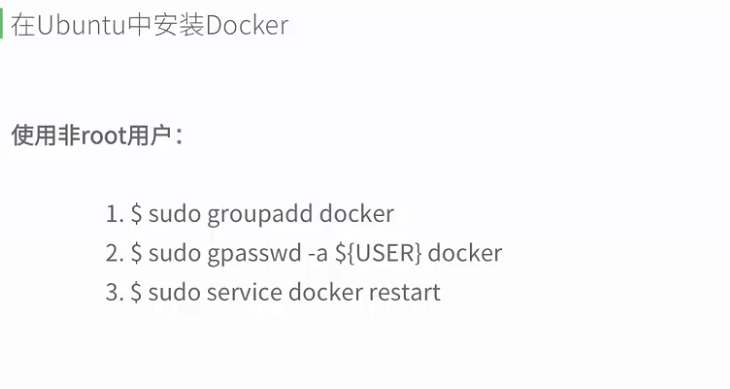 在Ubuntu中安装Docker
使用非root用户：
1. $ sudo groupadd docker
2. $ sudo gpasswd -a ${USER} docker
3. $ sudo service docker restart